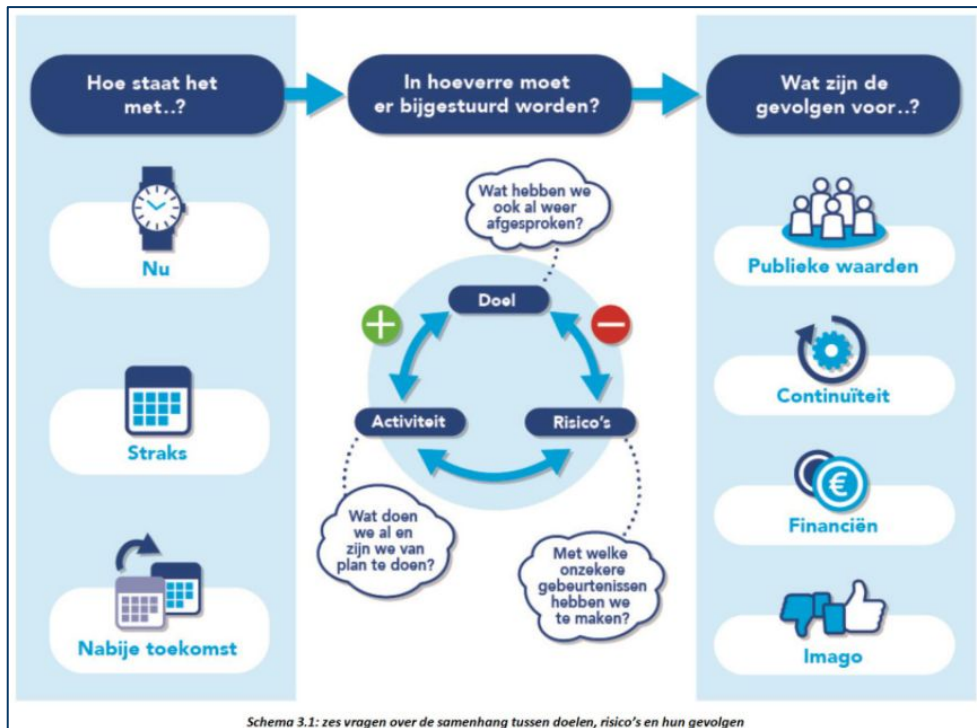 Hoe staat het
met..?
In hoeverre moet
er bijgestuurd worden?
Wat zijn de
gevolgen voor..?
Nu
Straks
Nabije toekomst
Wat hebben we
ook al weer
afgesproken?
Doel
Activiteit
Risico's
Wat doen
we al en
zijn we van
plan te doen?
Met welke
onzekere
gebeurtenissen
hebben we
te maken?
Publieke waarden
Continuïteit
€
Financiën
Imago
Schema 3.1: zes vragen over de samenhang tussen doelen, risico's en hun gevolgen